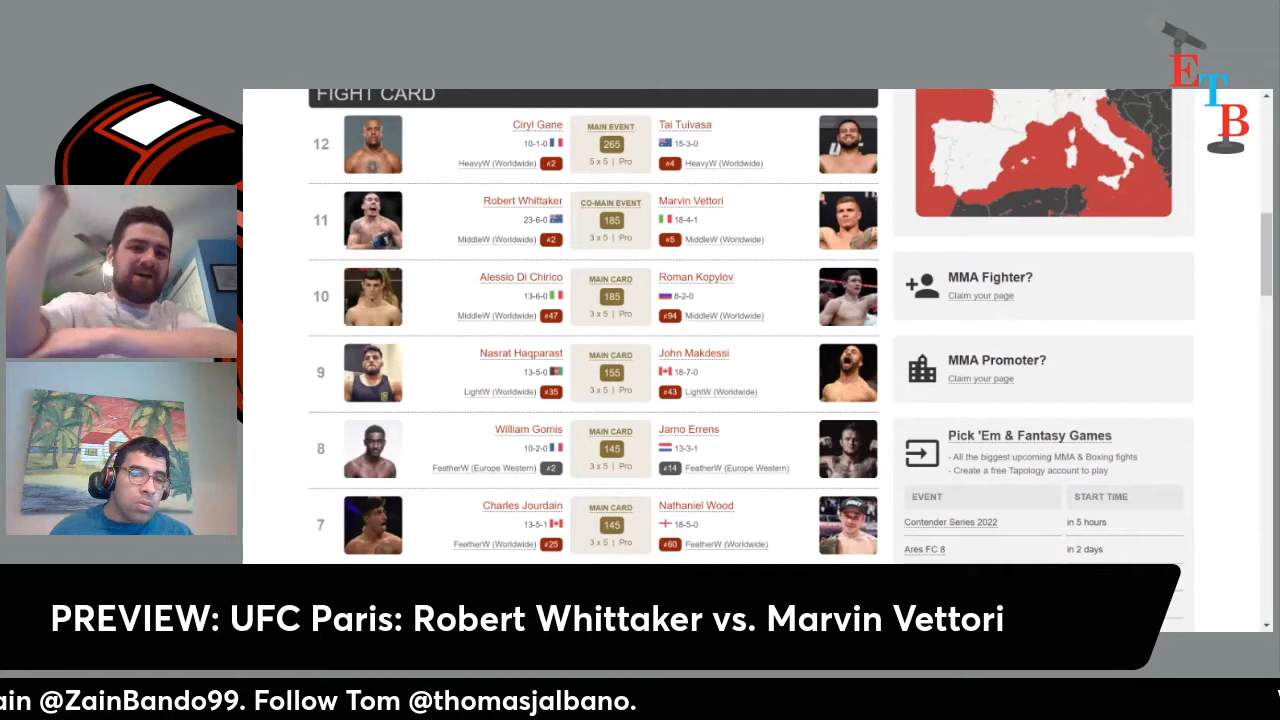 E
T
B
FIGHT CARD
12
Ciryl Gane
10-1-0
HeavyW (Worldwide) #2
MAIN EVENT
265
5 x 5 | Pro
Tai Tuivasa
15-3-0
#4 HeavyW (Worldwide)
11
Robert Whittaker
23-6-0
MiddleW (Worldwide) #2
CO-MAIN EVENT
185
3 x 5 | Pro
Marvin Vettori
18-4-1
#5 MiddleW (Worldwide)
10
Alessio Di Chirico
13-6-0
MiddleW (Worldwide) #47
MAIN CARD
185
3 x 5 | Pro
Roman Kopylov
8-2-0
#94 MiddleW (Worldwide)
9
Nasrat Haqparast
13-5-0
LightW (Worldwide) #35
MAIN CARD
155
3 x 5 | Pro
John Makdessi
18-7-0
#43 LightW (Worldwide)
8
William Gomis
10-2-0
FeatherW (Europe Western) #2
MAIN CARD
145
3 x 5 | Pro
Jarno Errens
13-3-1
#14 FeatherW (Europe Western)
7
Charles Jourdain
13-5-1
FeatherW (Worldwide) #25
MAIN CARD
145
3 x 5 | Pro
Nathaniel Wood
18-5-0
#60 FeatherW (Worldwide)
MMA Fighter?
Claim your page
MMA Promoter?
Claim your page
Pick 'Em & Fantasy Games
- All the biggest upcoming MMA & Boxing fights
- Create a free Tapology account to play
EVENT START TIME
Contender Series 2022 in 5 hours
Ares FC 8 in 2 days
PREVIEW: UFC Paris: Robert Whittaker vs. Marvin Vettori
ain @ZainBando99. Follow Tom @thomasjalbano.